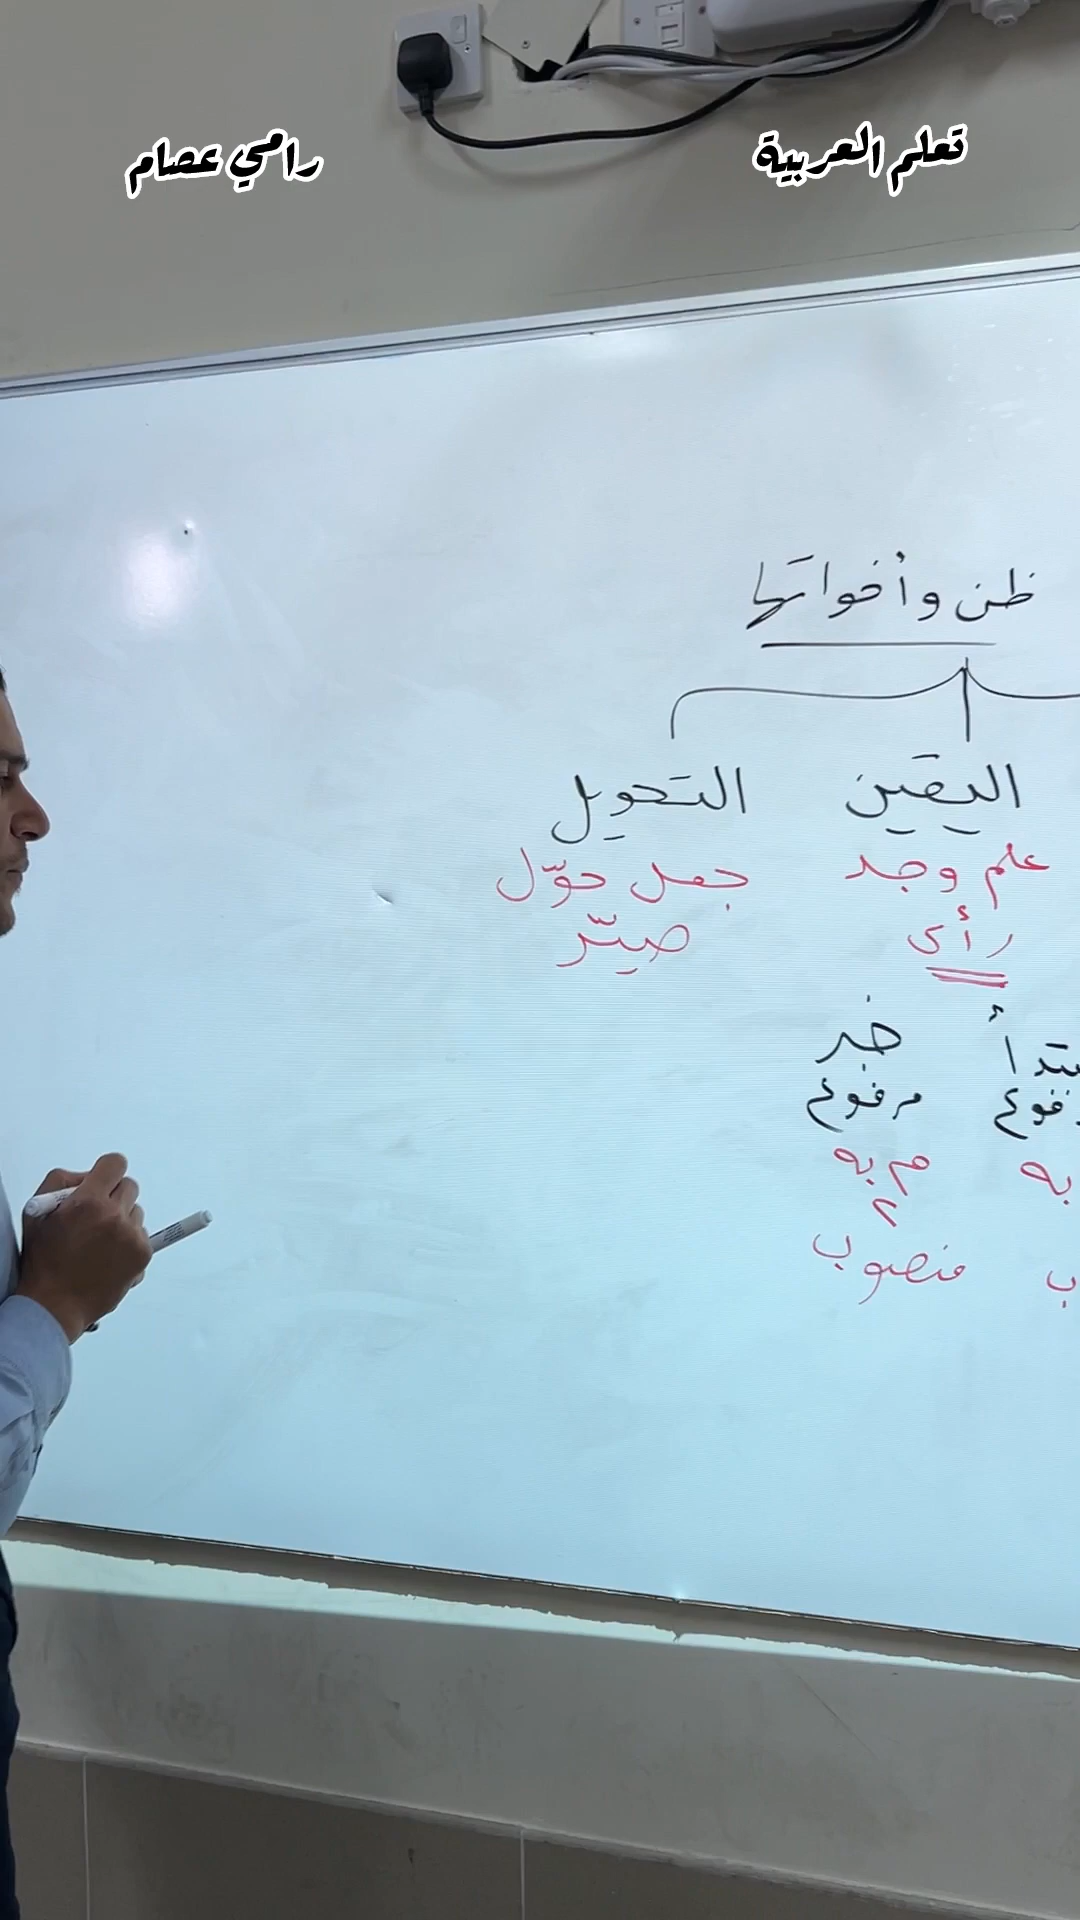 تعلم العربية
رامي عصام
ظن وأخواتها
اليقين التحويل
علم وجد جعل حوّل
رأى صيّر
خبر
مرفوع
به م به
٢
منصوب